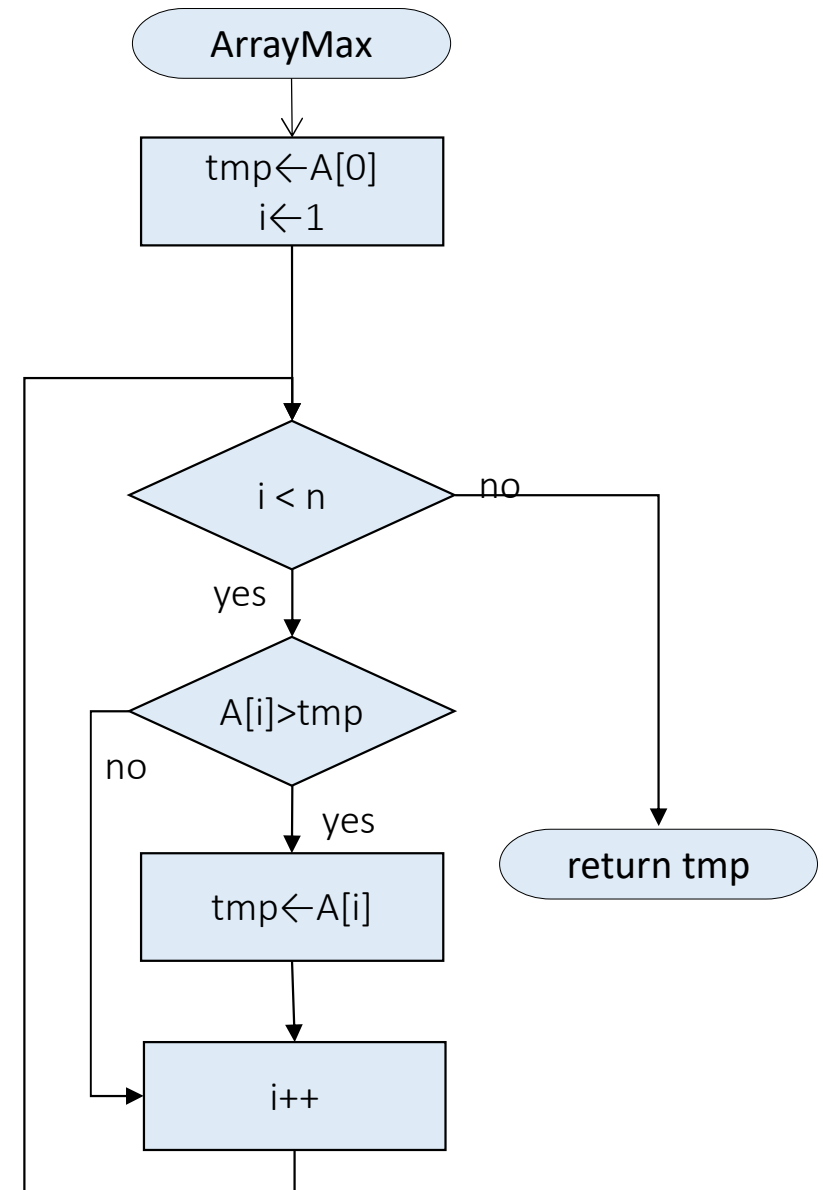 ArrayMax
tmp←A[0]
i←1
i < n
no
yes
A[i]>tmp
no
yes
tmp←A[i]
return tmp
i++